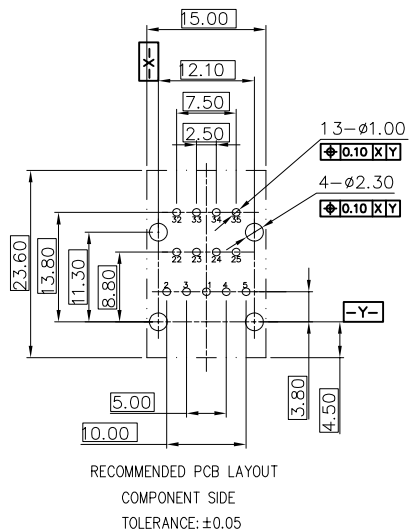 15.00
-X-
12.10
7.50
2.50
13-ø1.00
⌖ 0.10 X Y
4-ø2.30
⌖ 0.10 X Y
32 33 34 35
22 23 24 25
2 3 1 4 5
23.60
13.80
11.30
8.80
-Y-
3.80
4.50
5.00
10.00
RECOMMENDED PCB LAYOUT
COMPONENT SIDE
TOLERANCE: ±0.05